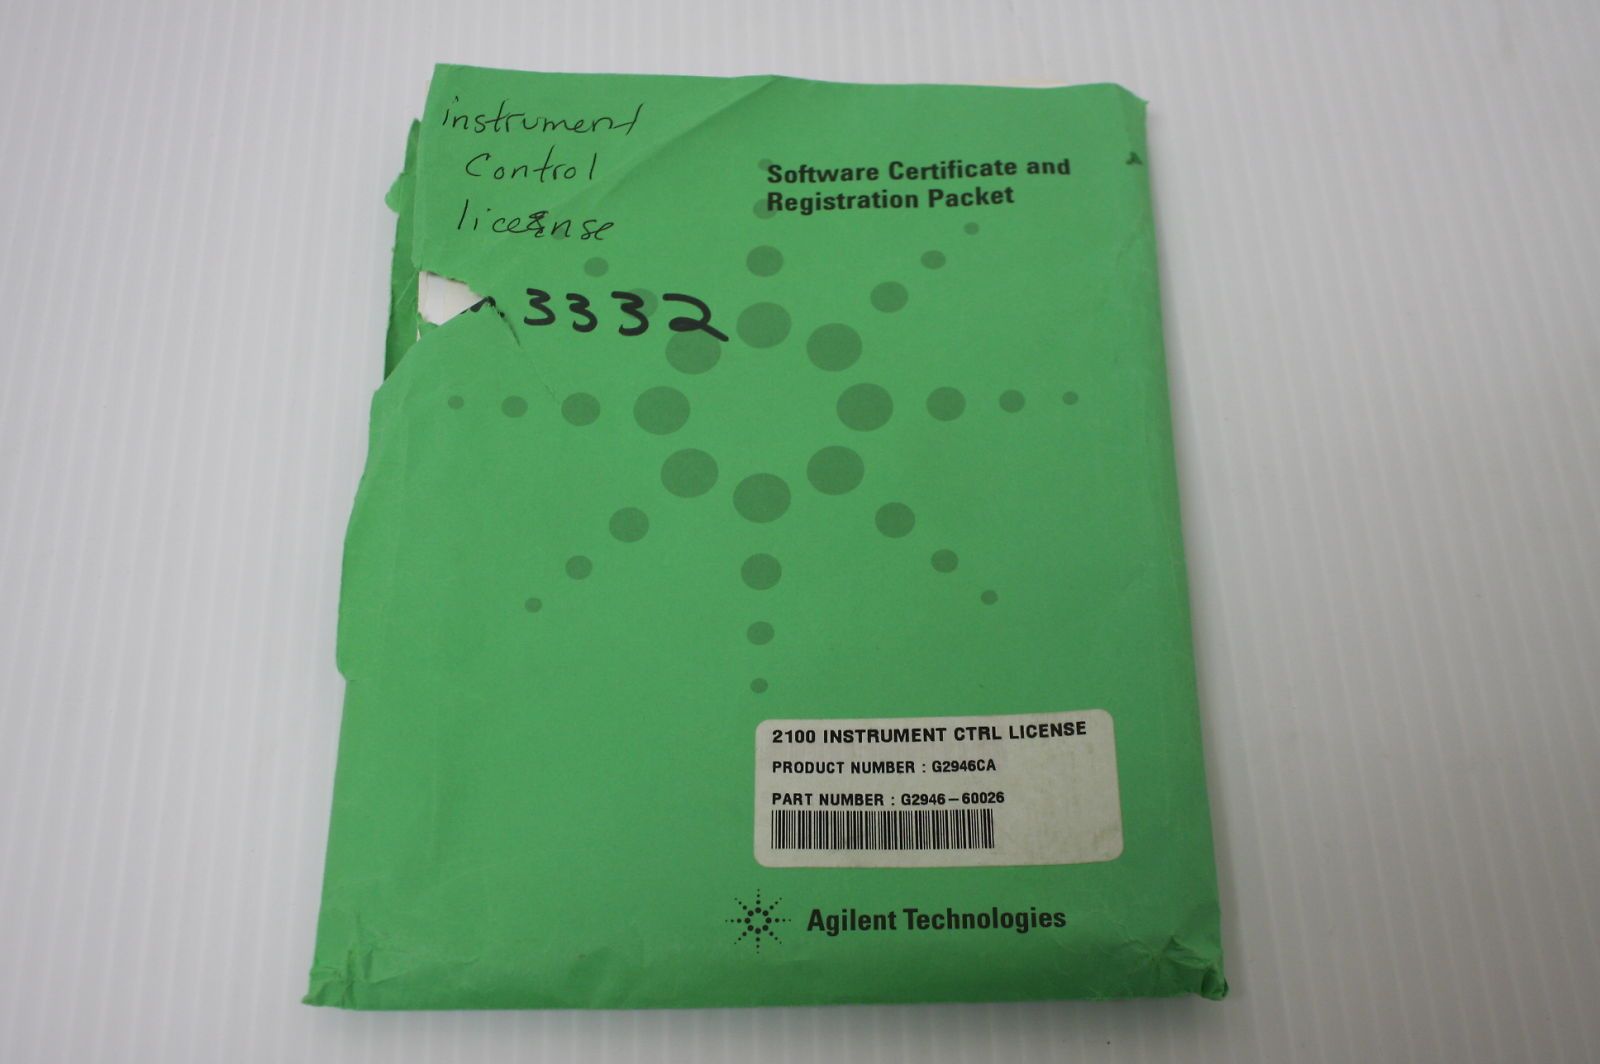 instrument
Control
license
3332
Software Certificate and
Registration Packet
2100 INSTRUMENT CTRL LICENSE
PRODUCT NUMBER : G2946CA
PART NUMBER : G2946-60026
Agilent Technologies